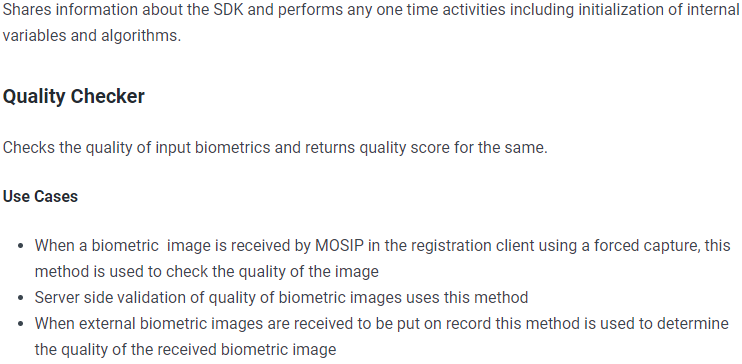 Shares information about the SDK and performs any one time activities including initialization of internal
variables and algorithms.
Quality Checker
Checks the quality of input biometrics and returns quality score for the same.
Use Cases
• When a biometric  image is received by MOSIP in the registration client using a forced capture, this
method is used to check the quality of the image
• Server side validation of quality of biometric images uses this method
• When external biometric images are received to be put on record this method is used to determine
the quality of the received biometric image